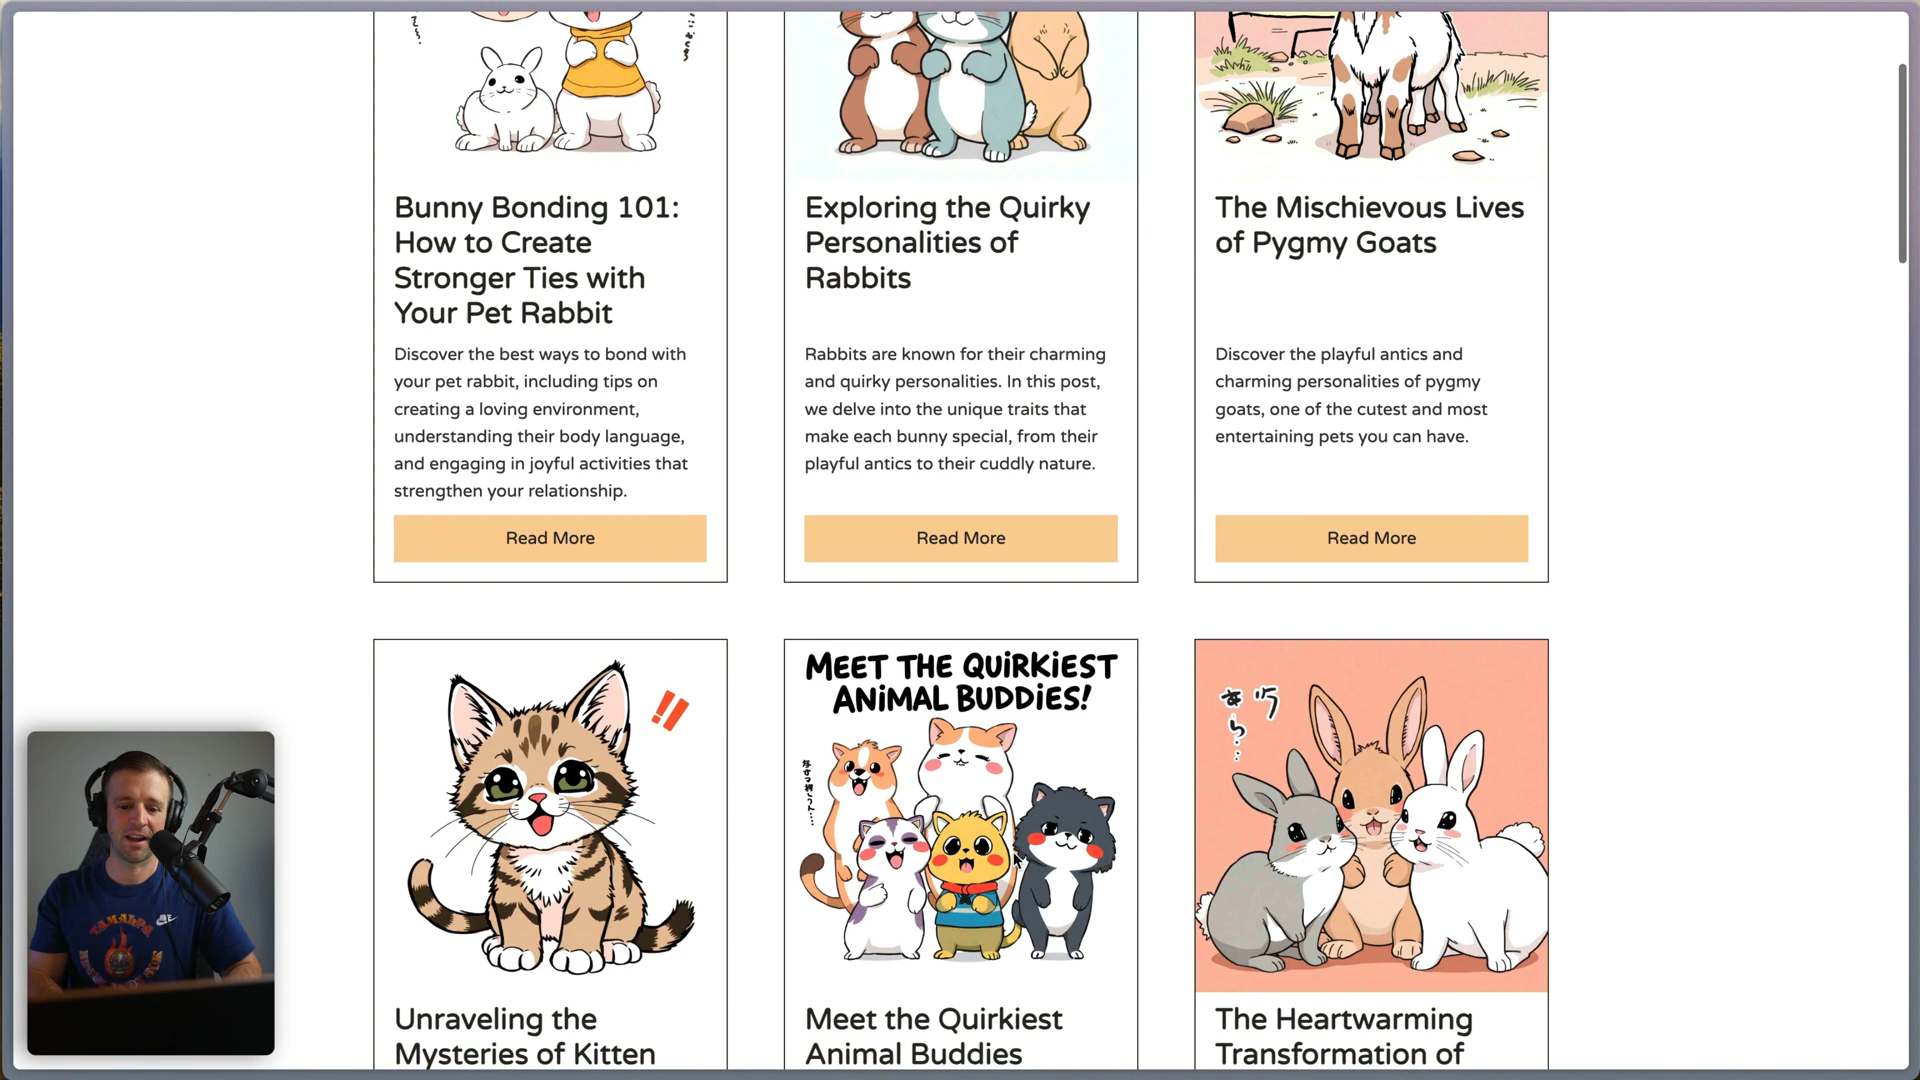 Bunny Bonding 101:
How to Create
Stronger Ties with
Your Pet Rabbit
Discover the best ways to bond with
your pet rabbit, including tips on
creating a loving environment,
understanding their body language,
and engaging in joyful activities that
strengthen your relationship.
Read More
Exploring the Quirky
Personalities of
Rabbits
Rabbits are known for their charming
and quirky personalities. In this post,
we delve into the unique traits that
make each bunny special, from their
playful antics to their cuddly nature.
Read More
The Mischievous Lives
of Pygmy Goats
Discover the playful antics and
charming personalities of pygmy
goats, one of the cutest and most
entertaining pets you can have.
Read More
!!
Unraveling the
Mysteries of Kitten
MEET THE QUIRKIEST
ANIMAL BUDDIES!
Meet the Quirkiest
Animal Buddies
The Heartwarming
Transformation of